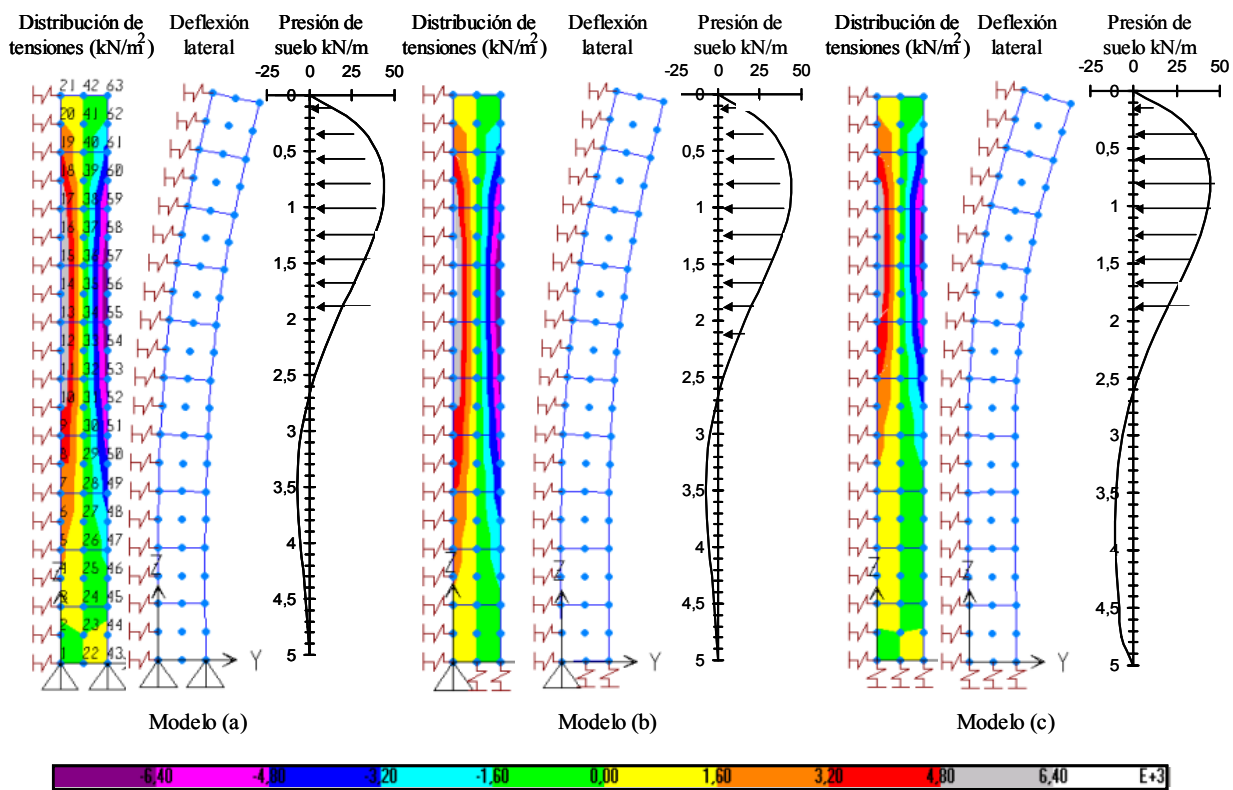 Distribución de
tensiones (kN/m²)
Deflexión
lateral
Presión de
suelo kN/m
-25 0 25 50
21 42 63
20 41 62
19 40 61
18 39 60
17 38 59
16 37 58
15 36 57
14 35 56
13 34 55
12 33 54
11 32 53
10 31 52
9 30 51
8 29 50
7 28 49
6 27 48
5 26 47
25 46
24 45
2 23 44
1 22 43
Z
Z
Y
0
0,5
1
1,5
2
2,5
3
3,5
4
4,5
5
Modelo (a)
Distribución de
tensiones (kN/m²)
Deflexión
lateral
Presión de
suelo kN/m
-25 0 25 50
Z
Z
Y
0
0,5
1
1,5
2
2,5
3
3,5
4
4,5
5
Modelo (b)
Distribución de
tensiones (kN/m²)
Deflexión
lateral
Presión de
suelo kN/m
-25 0 25 50
Z
Z
Y
0
0,5
1
1,5
2
2,5
3
3,5
4
4,5
5
Modelo (c)
-6,40 -4,80 -3,20 -1,60 0,00 1,60 3,20 4,80 6,40 E+3